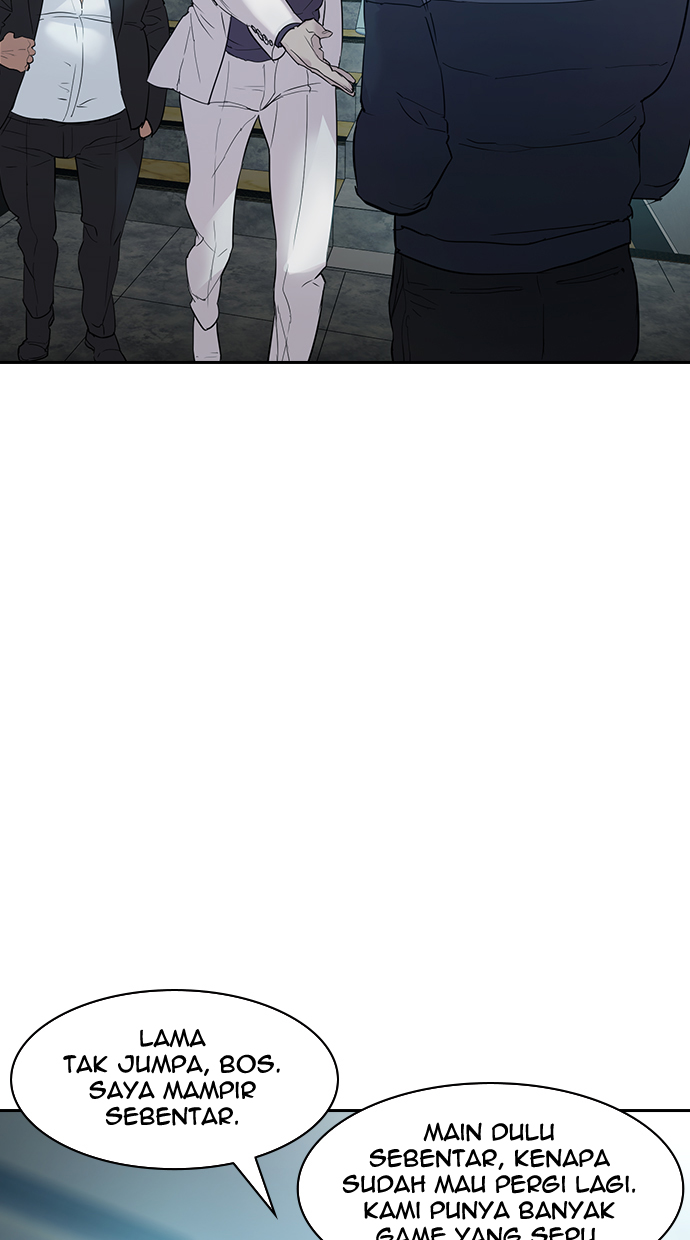 LAMA
TAK JUMPA, BOS.
SAYA MAMPIR
SEBENTAR.
MAIN DULU
SEBENTAR, KENAPA
SUDAH MAU PERGI LAGI.
KAMI PUNYA BANYAK
GAME YANG SERU